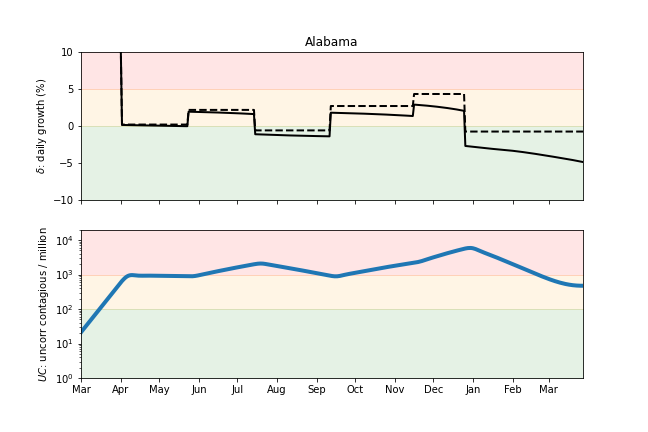 Alabama
10
5
0
−5
−10
δ: daily growth (%)
10⁴
10³
10²
10¹
10⁰
UC: uncorr contagious / million
Mar Apr May Jun Jul Aug Sep Oct Nov Dec Jan Feb Mar